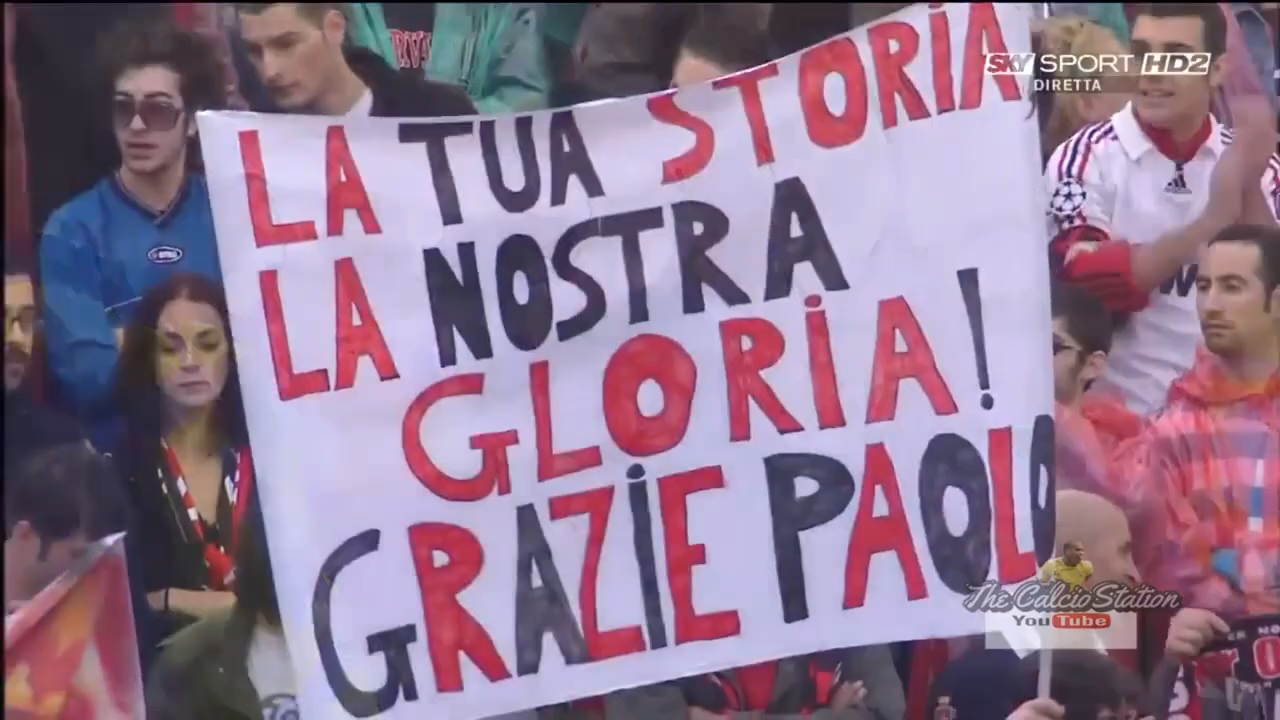 LA TUA STORIA
LA NOSTRA
GLORIA!
GRAZIE PAOLO
SKY SPORT HD2
DIRETTA
The Calcio Station
YouTube